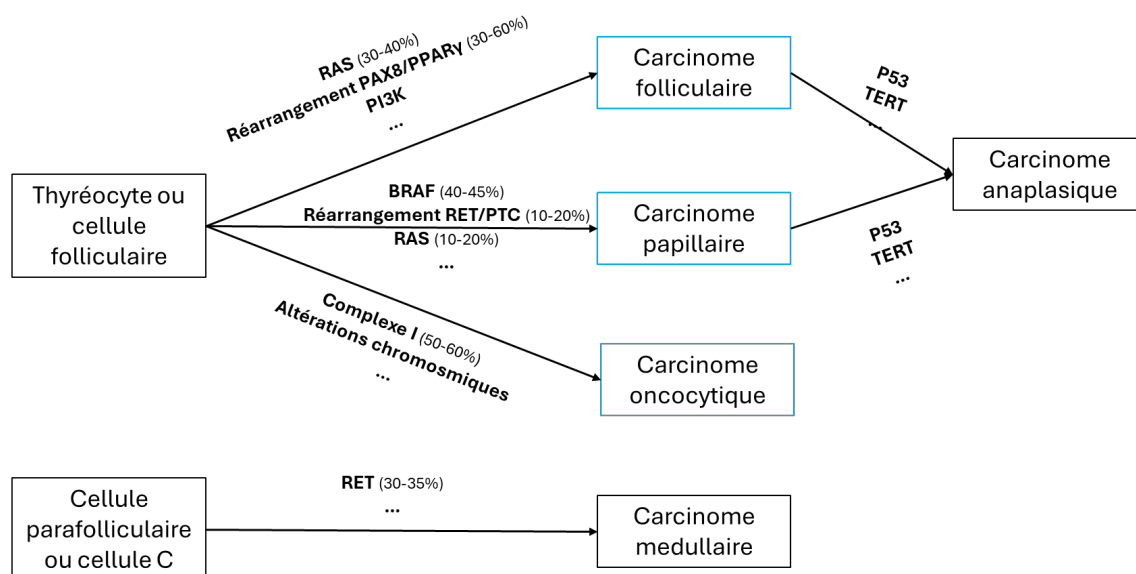 RAS (30-40%)
Réarrangement PAX8/PPARγ (30-60%)
PI3K
...
Carcinome
folliculaire
P53
TERT
...
Thyréocyte ou
cellule
folliculaire
BRAF (40-45%)
Réarrangement RET/PTC (10-20%)
RAS (10-20%)
...
Carcinome
papillaire
Carcinome
anaplasique
P53
TERT
...
Complexe I (50-60%)
Altérations chromosmiques
...
Carcinome
oncocytique
Cellule
parafolliculaire
ou cellule C
RET (30-35%)
...
Carcinome
medullaire